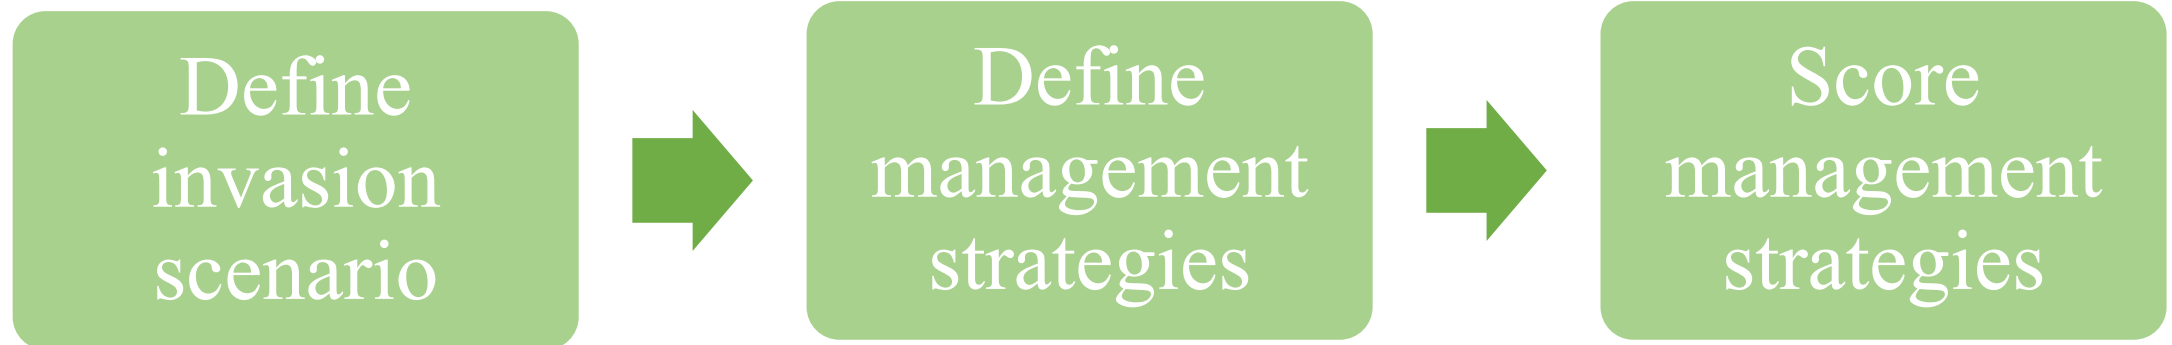 Define
invasion
scenario
Define
management
strategies
Score
management
strategies